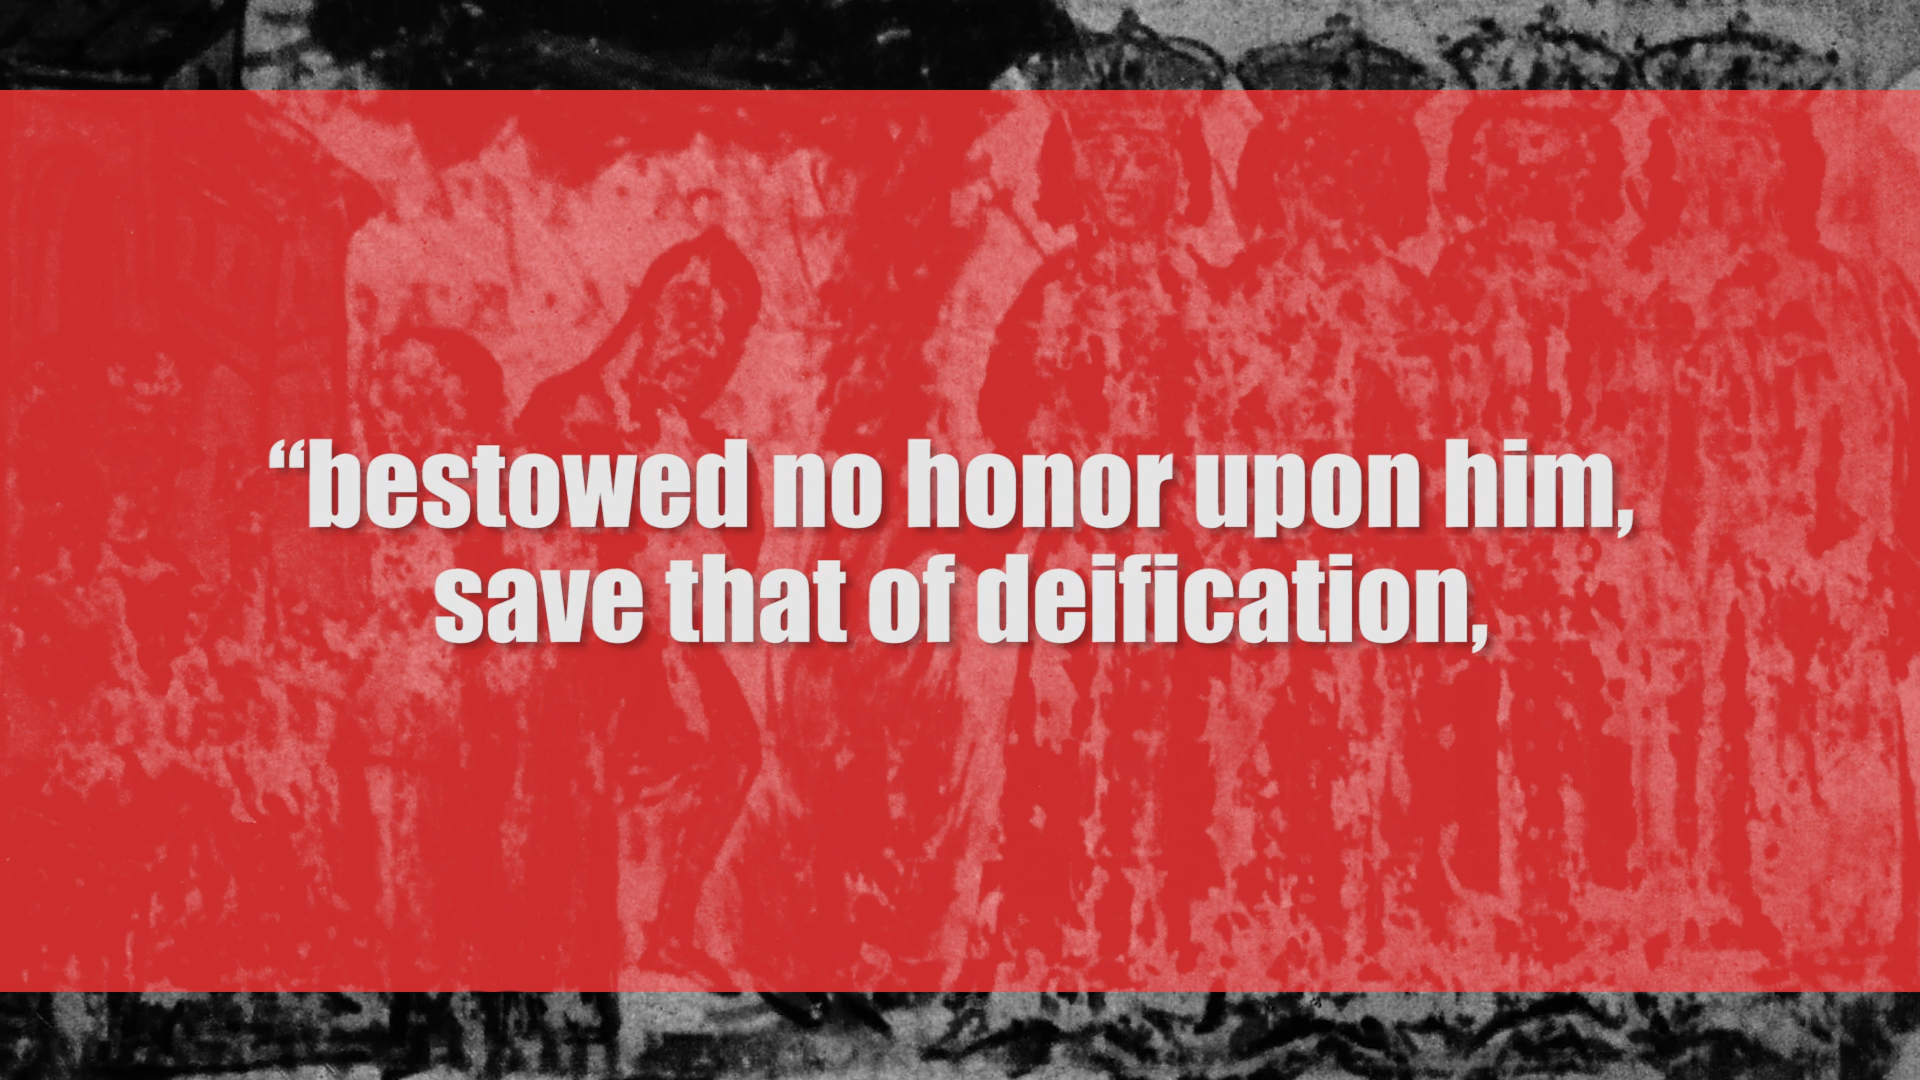 “bestowed no honor upon him,
save that of deification,